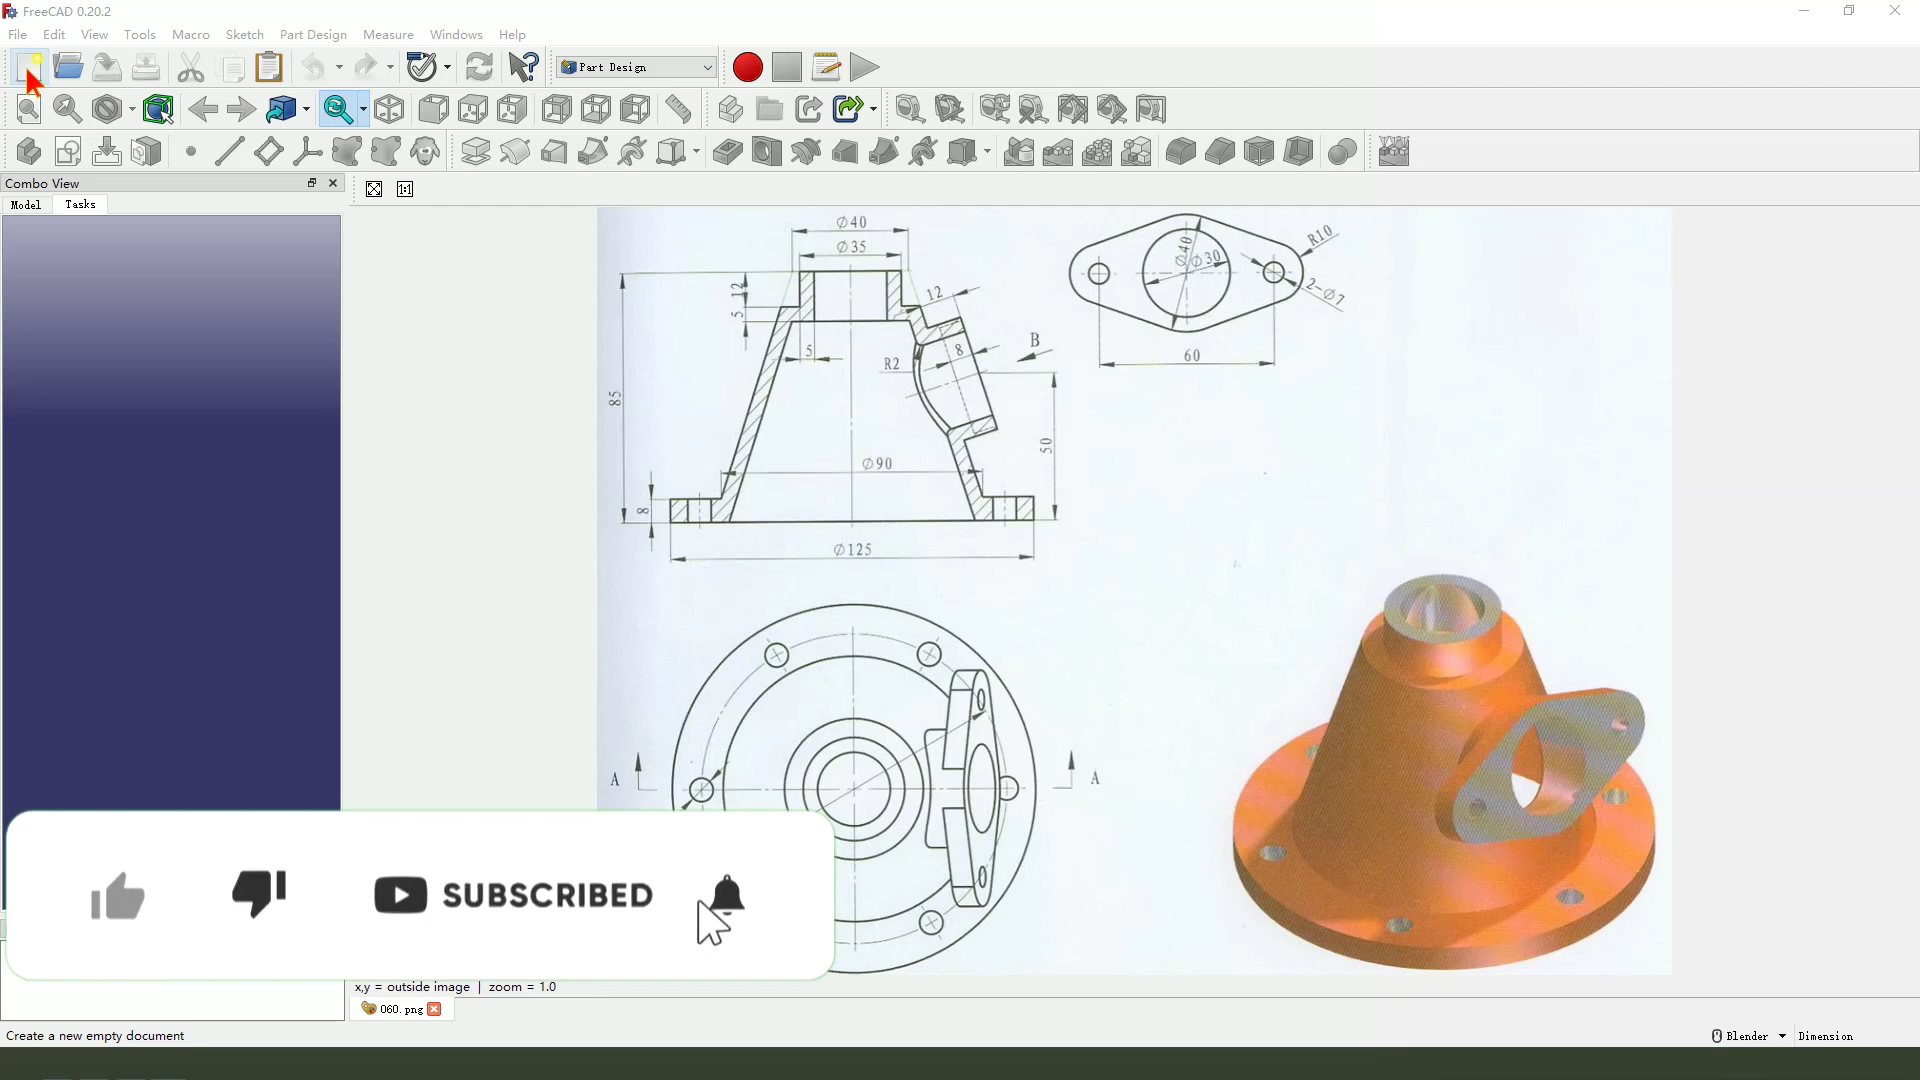 FreeCAD 0.20.2
File Edit View Tools Macro Sketch Part Design Measure Windows Help
Part Design
Combo View
Model Tasks
1:1
Ø40
Ø35
12
5
12
5
R2
8
B
85
50
Ø90
8
Ø125
Ø40
Ø30
R10
2-Ø7
60
A
A
SUBSCRIBED
x,y = outside image | zoom = 1.0
060.png
Create a new empty document
Blender Dimension